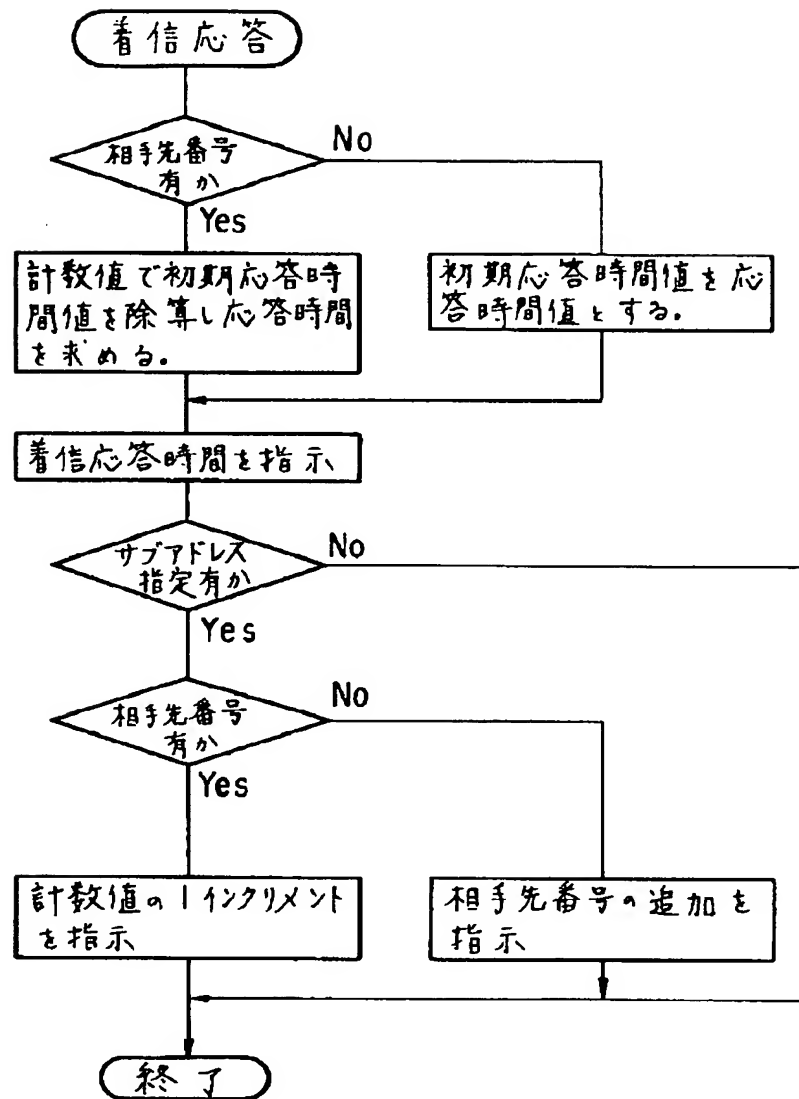 着信応答
相手先番号
有か
No
Yes
計数値で初期応答時
間値を除算し応答時間
を求める。
初期応答時間値を応
答時間値とする。
着信応答時間を指示
サブアドレス
指定有か
No
Yes
相手先番号
有か
No
Yes
計数値の1インクリメント
を指示
相手先番号の追加を
指示
終了